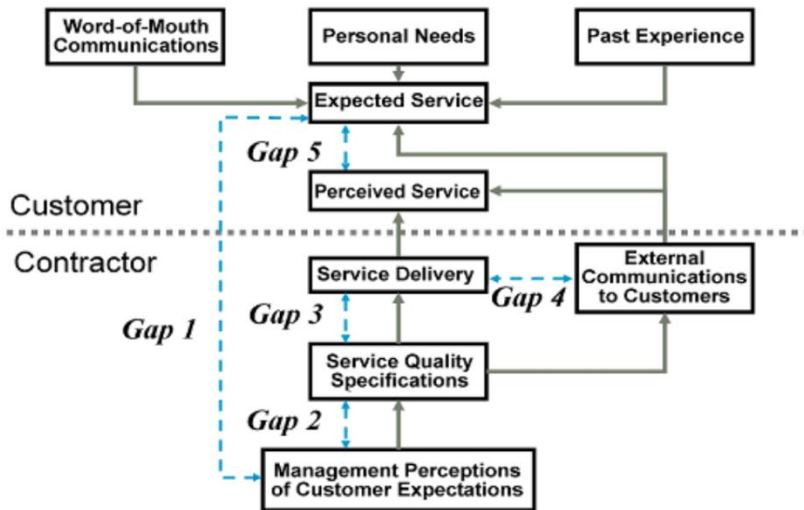 Word-of-Mouth
Communications
Personal Needs
Past Experience
Expected Service
Gap 5
Perceived Service
Customer
Contractor
Service Delivery
External
Communications
to Customers
Gap 4
Gap 3
Gap 1
Service Quality
Specifications
Gap 2
Management Perceptions
of Customer Expectations